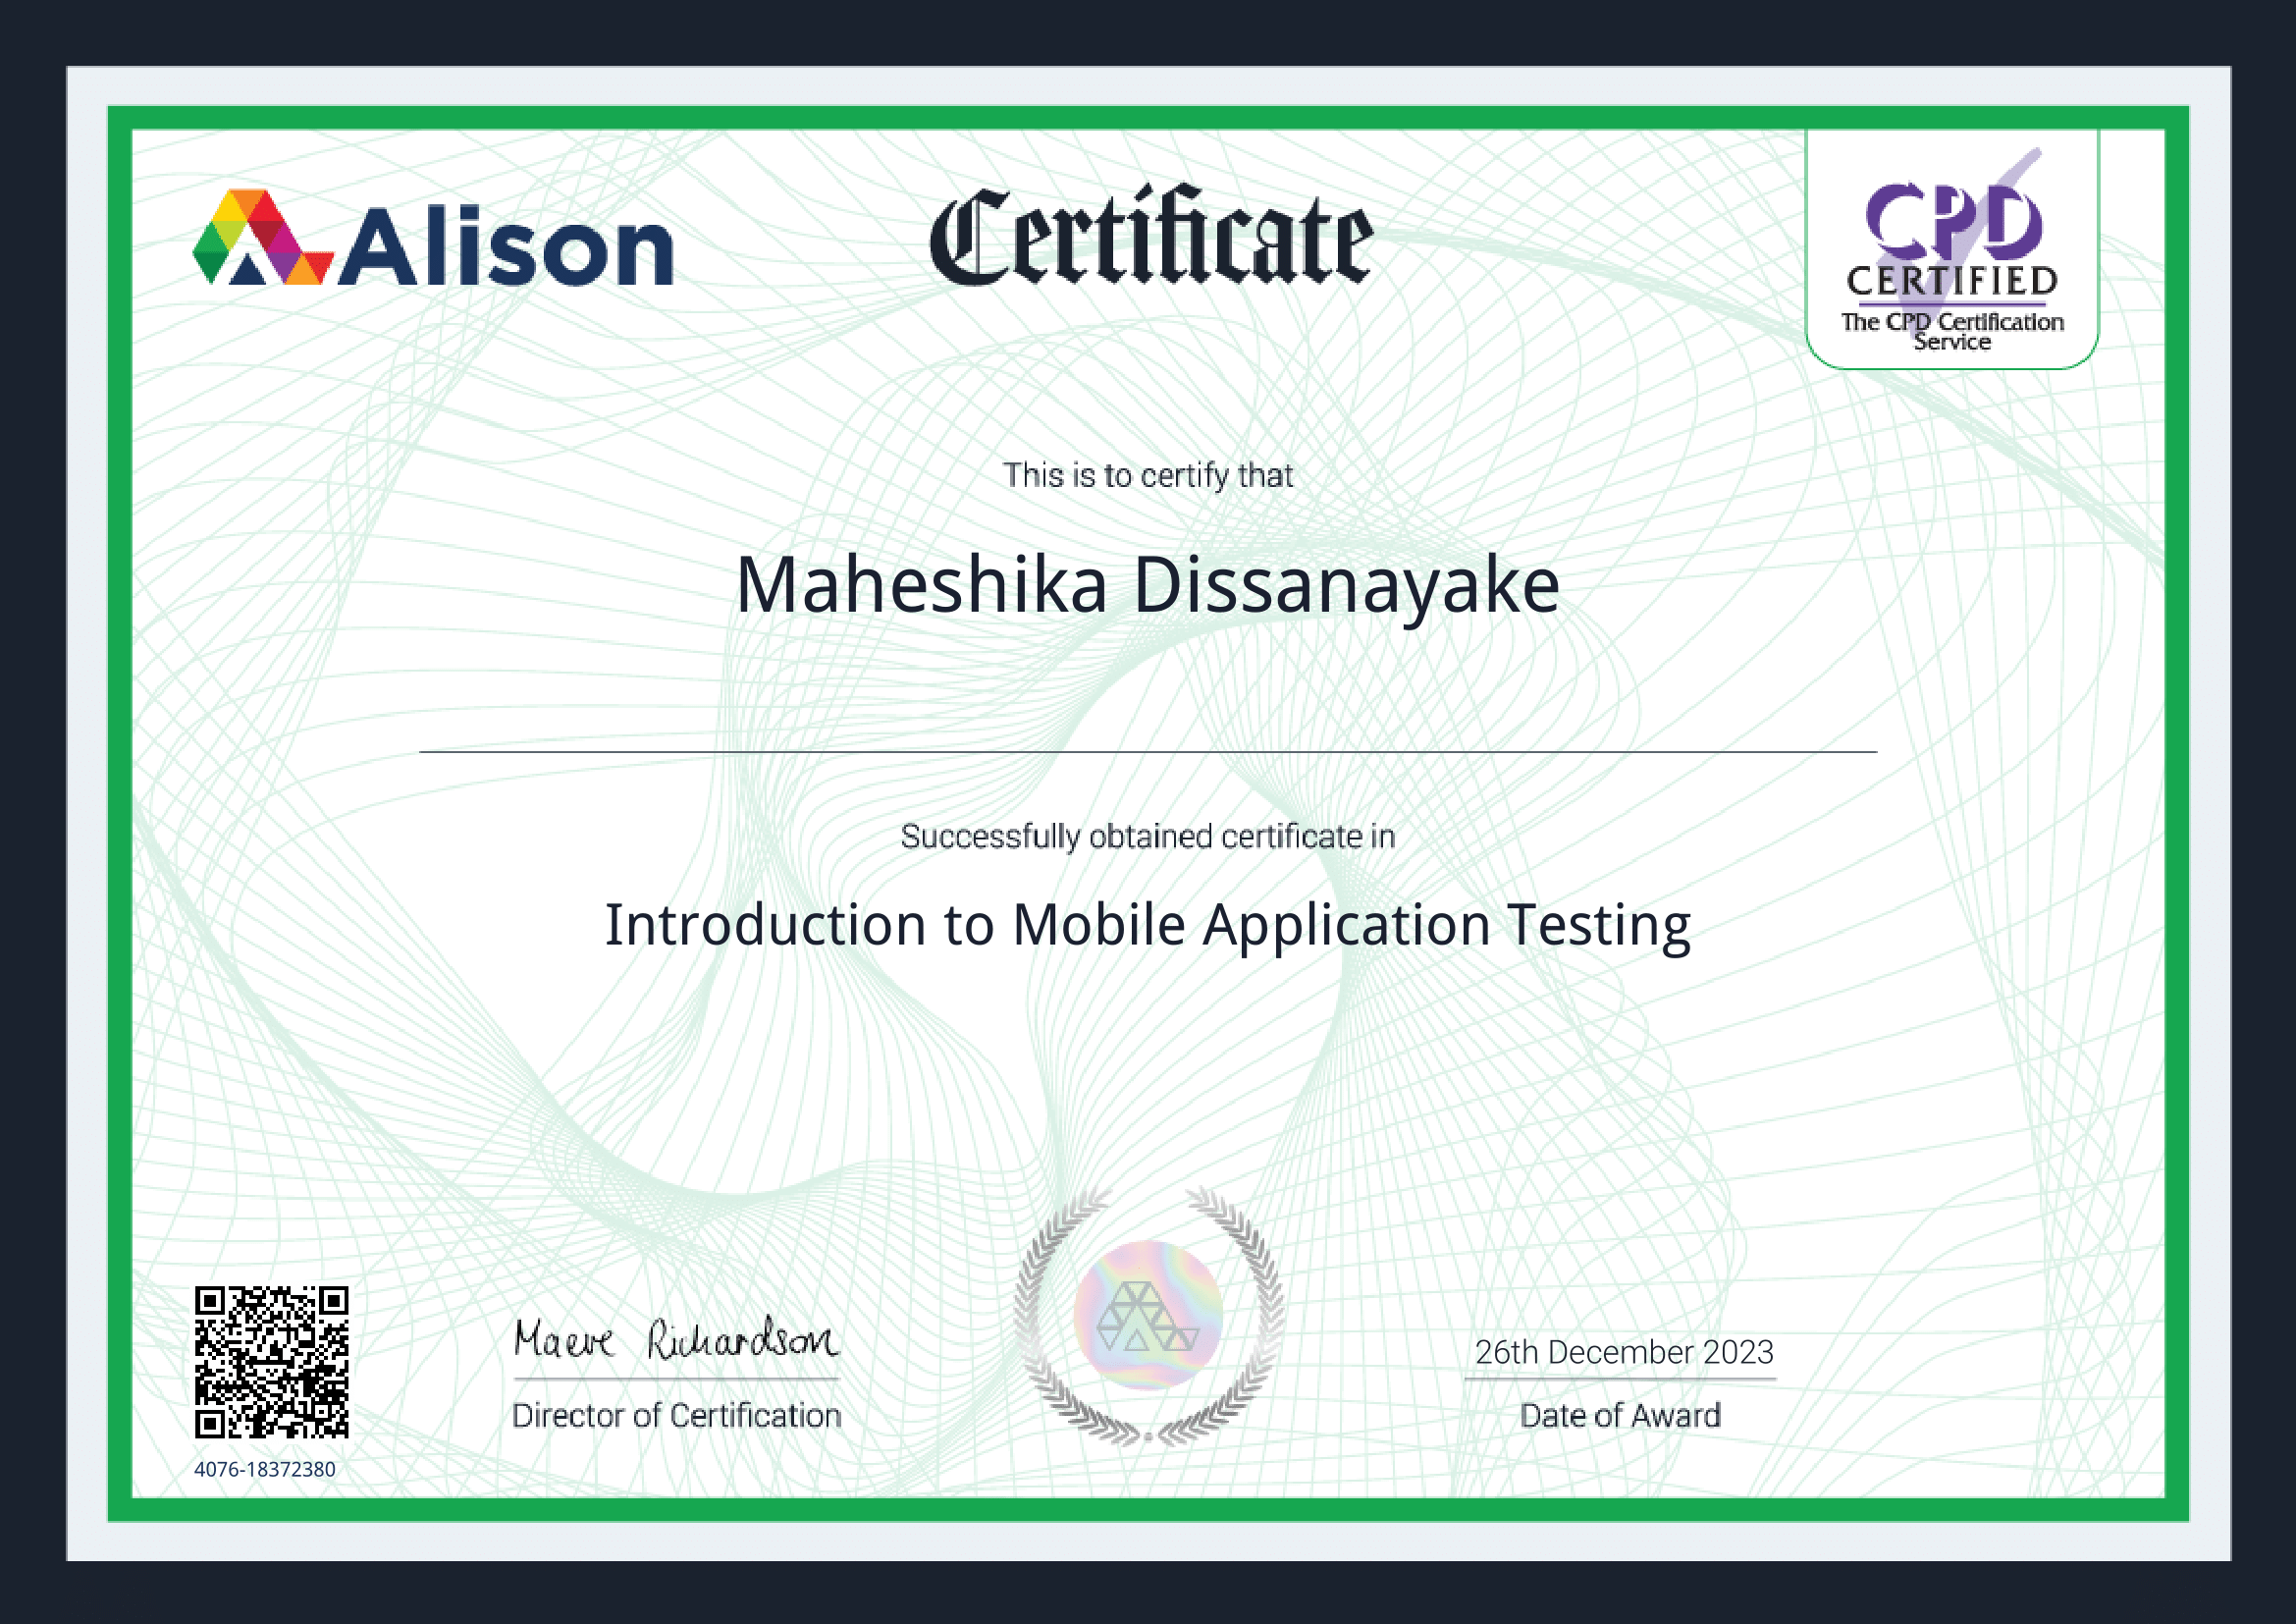 Alison
Certificate
CPD
CERTIFIED
The CPD Certification
Service
This is to certify that
Maheshika Dissanayake
Successfully obtained certificate in
Introduction to Mobile Application Testing
Maeve Richardson
Director of Certification
26th December 2023
Date of Award
4076-18372380